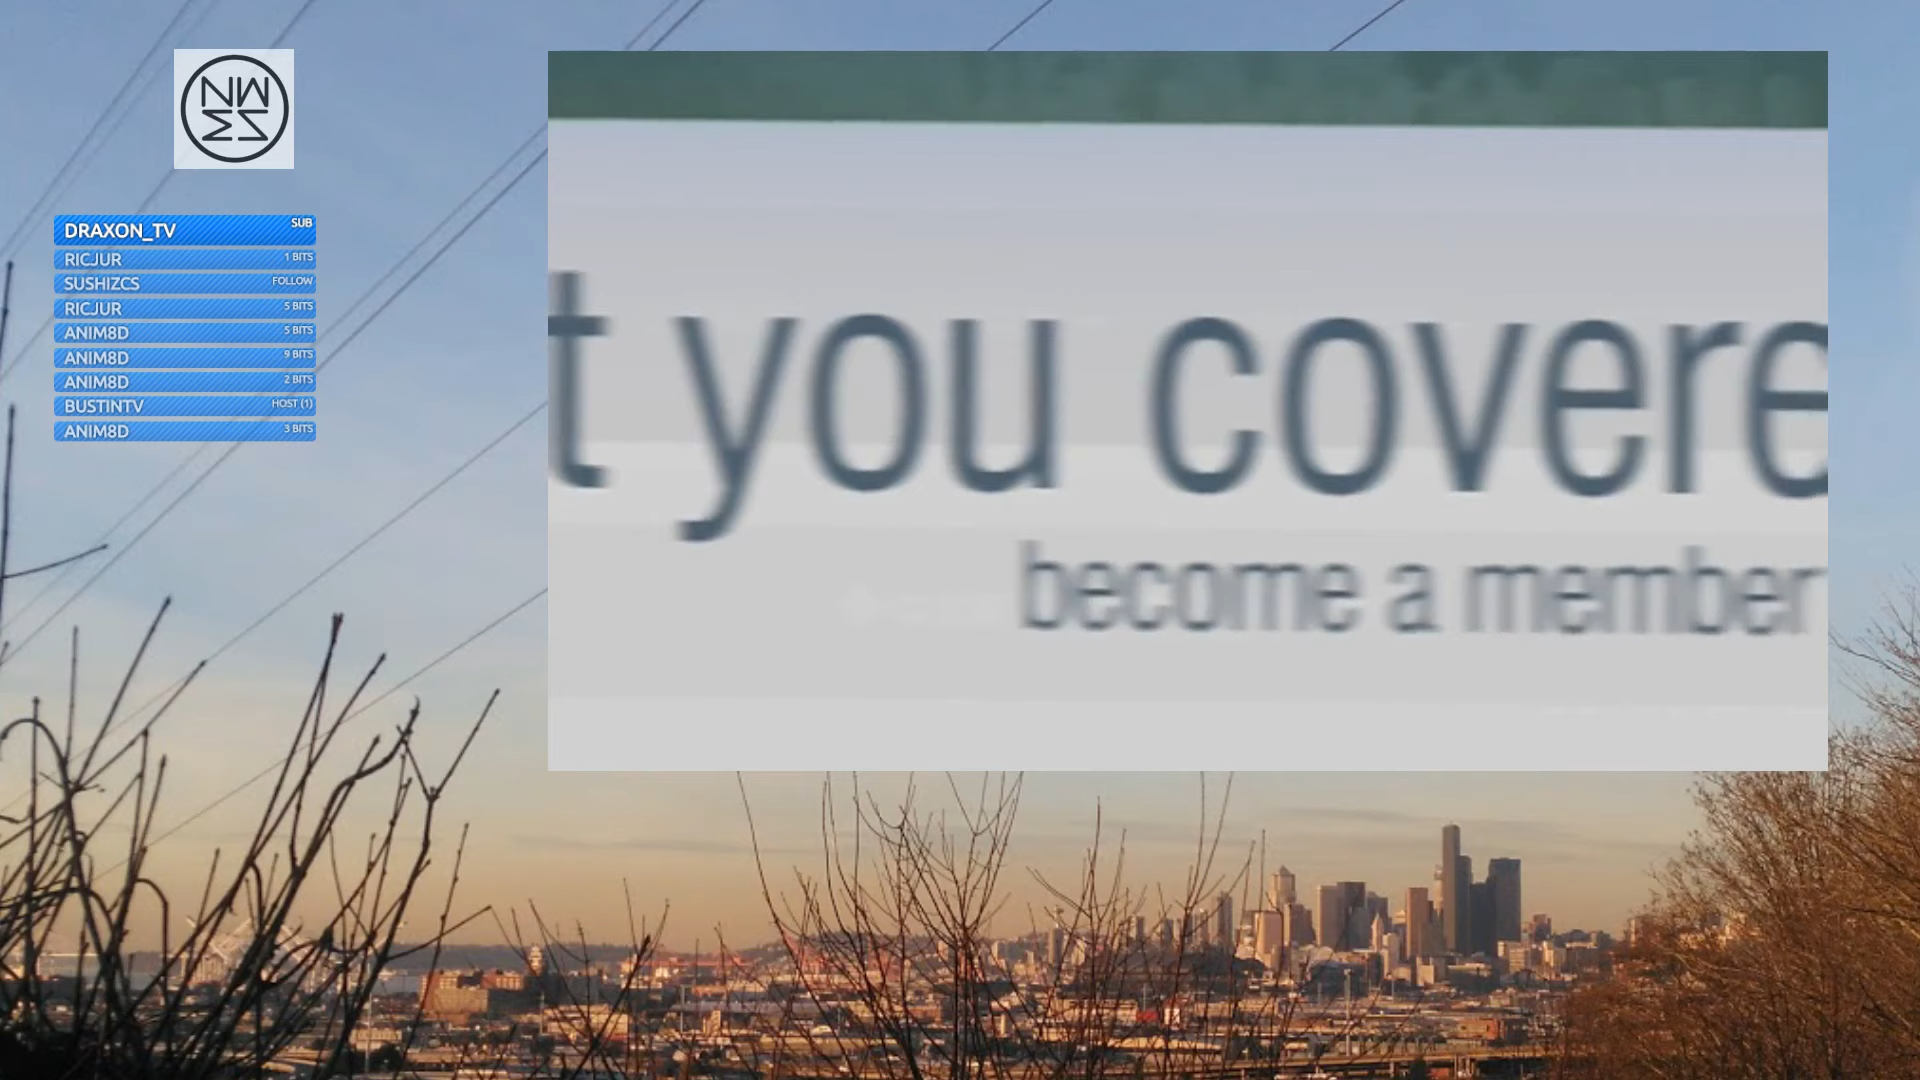 NW
DRAXON_TV SUB
RICJUR 1 BITS
SUSHIZCS FOLLOW
RICJUR 5 BITS
ANIM8D 5 BITS
ANIM8D 9 BITS
ANIM8D 2 BITS
BUSTINTV HOST (1)
ANIM8D 3 BITS
t you covere
become a member